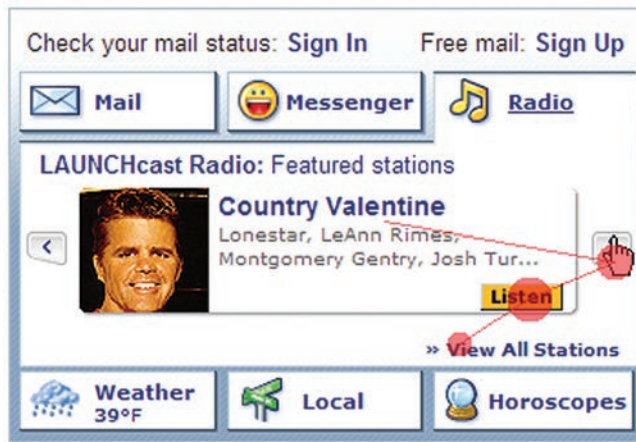 Check your mail status: Sign In Free mail: Sign Up
Mail Messenger Radio
LAUNCHcast Radio: Featured stations
Country Valentine
Lonestar, LeAnn Rimes,
Montgomery Gentry, Josh Tur...
Listen
» View All Stations
Weather
39°F
Local
Horoscopes